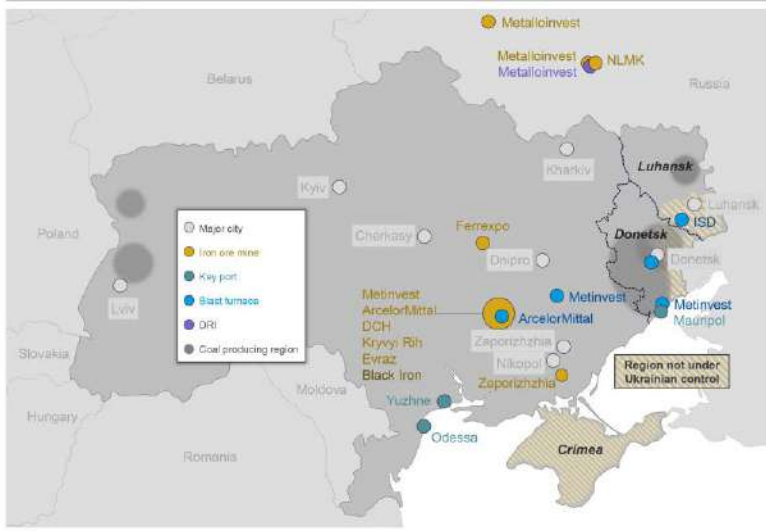 Metalloinvest
Metalloinvest
Metalloinvest
NLMK
Belarus
Russia
Kharkiv
Luhansk
Kyiv
Luhansk
Poland
Major city
Iron ore mine
Key port
Blast furnace
DRI
Coal producing region
Cherkasy
Ferrexpo
ISD
Donetsk
Donetsk
Dnipro
Lviv
Metinvest
ArcelorMittal
DCH
Kryvyi Rih
Evraz
Black Iron
Metinvest
ArcelorMittal
Metinvest
Mariupol
Slovakia
Zaporizhzhia
Nikopol
Zaporizhzhia
Region not under
Ukrainian control
Moldova
Hungary
Yuzhne
Odessa
Crimea
Romania